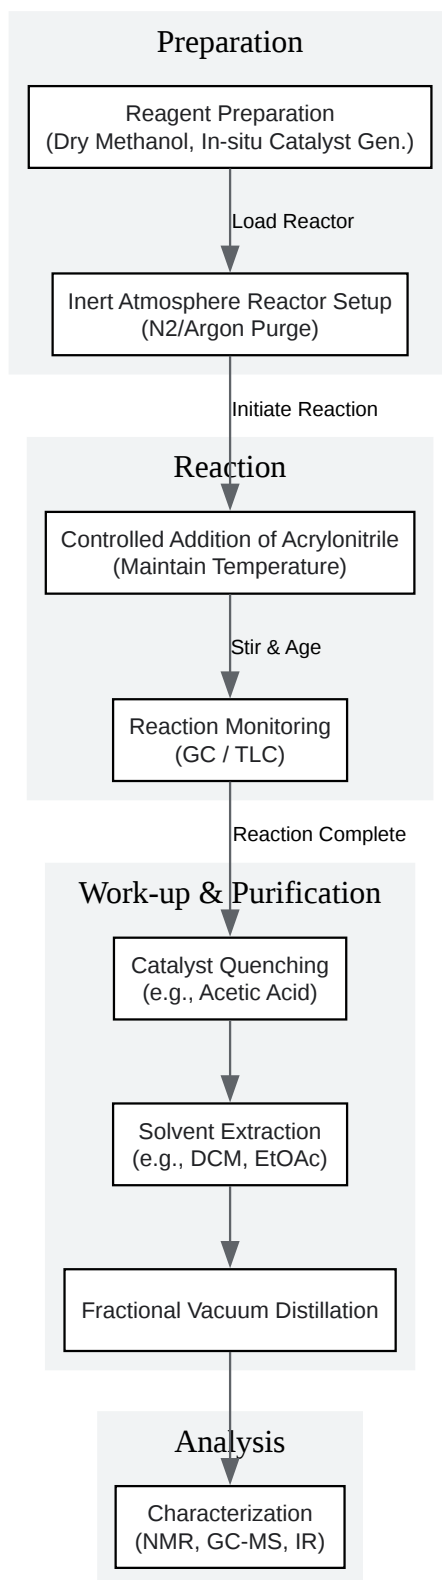 Preparation
Reagent Preparation
(Dry Methanol, In-situ Catalyst Gen.)
Load Reactor
Inert Atmosphere Reactor Setup
(N2/Argon Purge)
Initiate Reaction
Reaction
Controlled Addition of Acrylonitrile
(Maintain Temperature)
Stir & Age
Reaction Monitoring
(GC / TLC)
Reaction Complete
Work-up & Purification
Catalyst Quenching
(e.g., Acetic Acid)
Solvent Extraction
(e.g., DCM, EtOAc)
Fractional Vacuum Distillation
Analysis
Characterization
(NMR, GC-MS, IR)